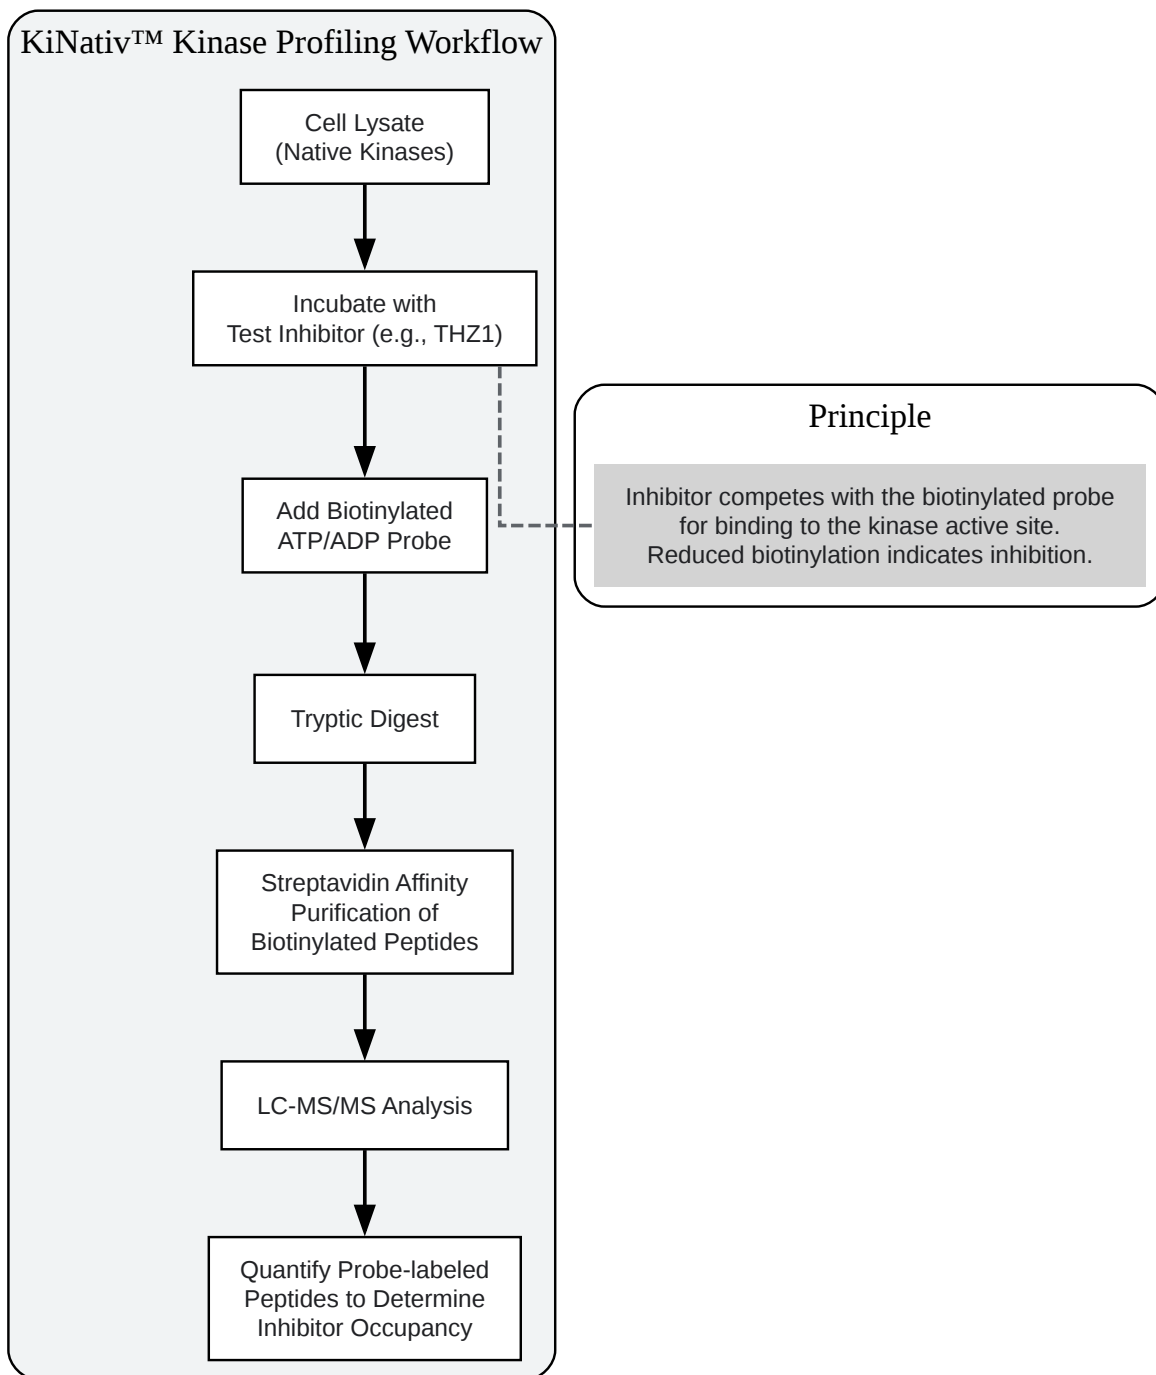 KiNativ™ Kinase Profiling Workflow
Cell Lysate
(Native Kinases)
Incubate with
Test Inhibitor (e.g., THZ1)
Principle
Inhibitor competes with the biotinylated probe
for binding to the kinase active site.
Reduced biotinylation indicates inhibition.
Add Biotinylated
ATP/ADP Probe
Tryptic Digest
Streptavidin Affinity
Purification of
Biotinylated Peptides
LC-MS/MS Analysis
Quantify Probe-labeled
Peptides to Determine
Inhibitor Occupancy